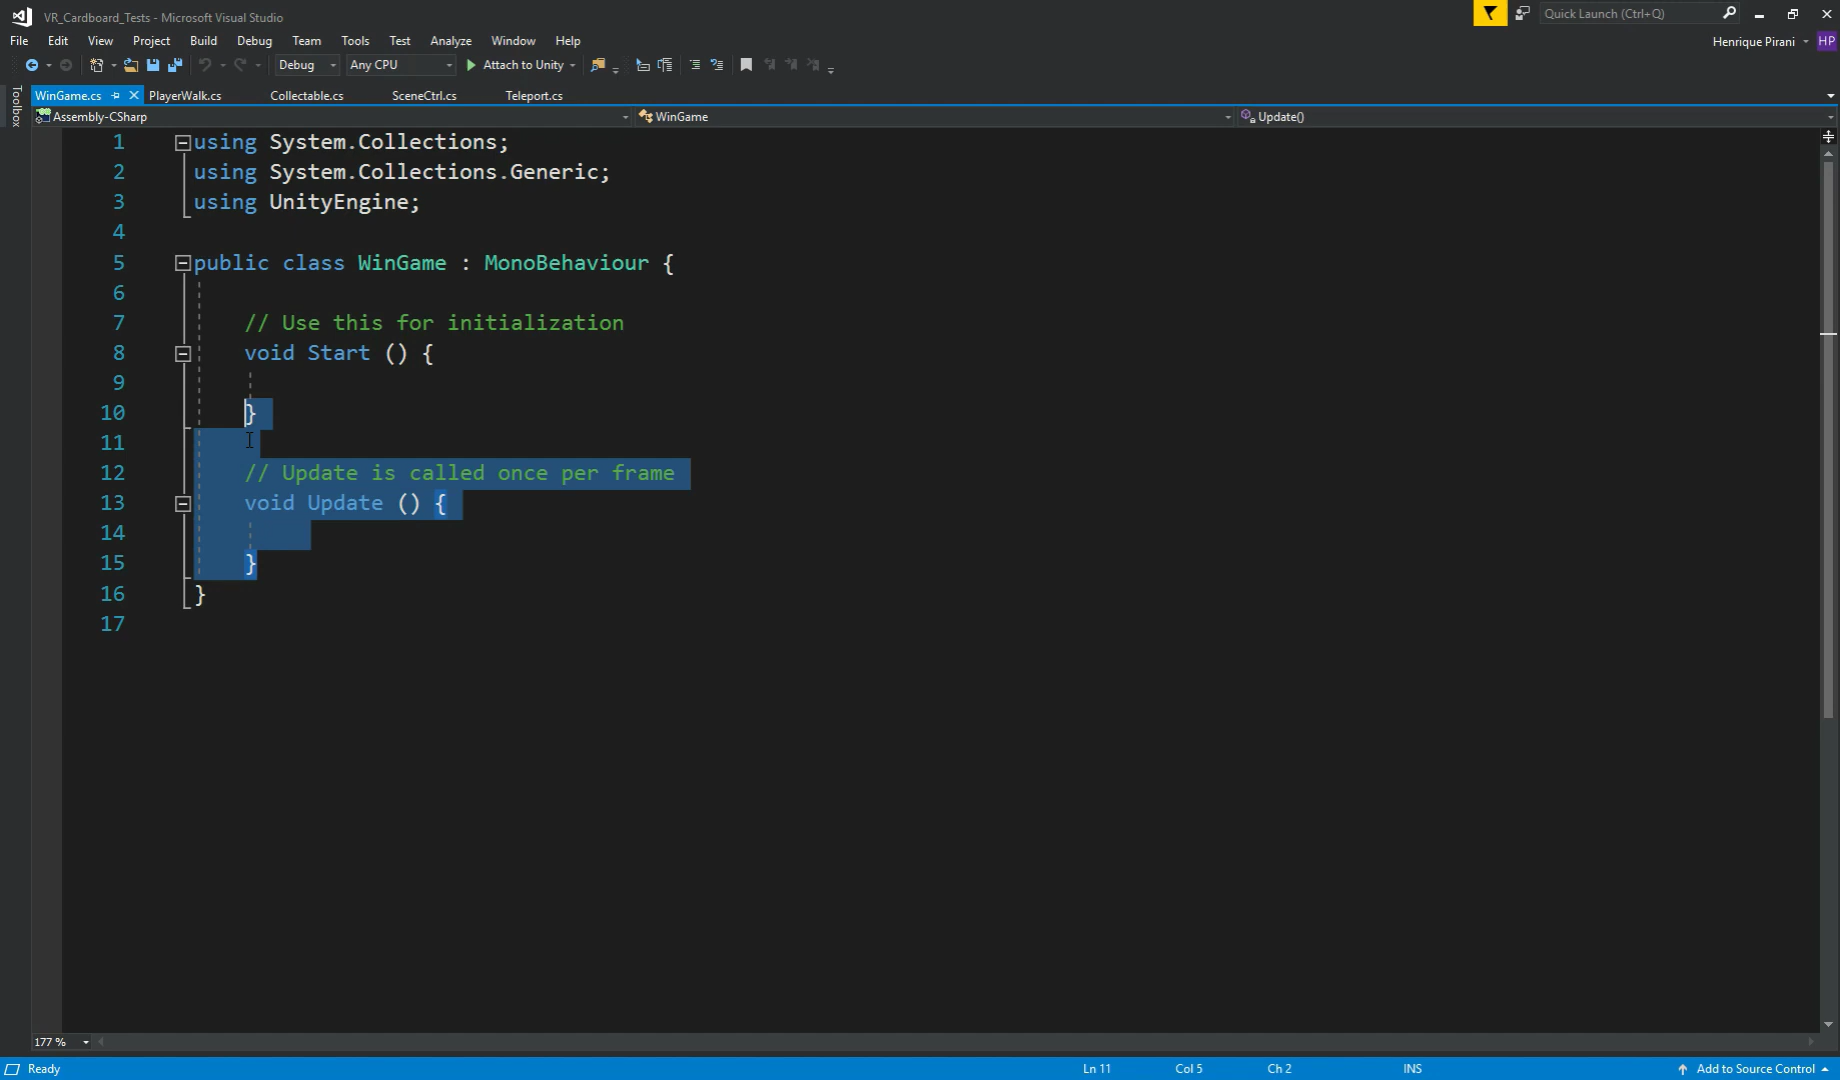 VR_Cardboard_Tests - Microsoft Visual Studio
Quick Launch (Ctrl+Q)
File Edit View Project Build Debug Team Tools Test Analyze Window Help
Henrique Pirani HP
Debug Any CPU Attach to Unity
Toolbox
WinGame.cs PlayerWalk.cs Collectable.cs SceneCtrl.cs Teleport.cs
Assembly-CSharp WinGame Update()
1 using System.Collections;
2 using System.Collections.Generic;
3 using UnityEngine;
4
5 public class WinGame : MonoBehaviour {
6
7 // Use this for initialization
8 void Start () {
9
10 }
11
12 // Update is called once per frame
13 void Update () {
14
15 }
16 }
17
177 %
Ready Ln 11 Col 5 Ch 2 INS Add to Source Control